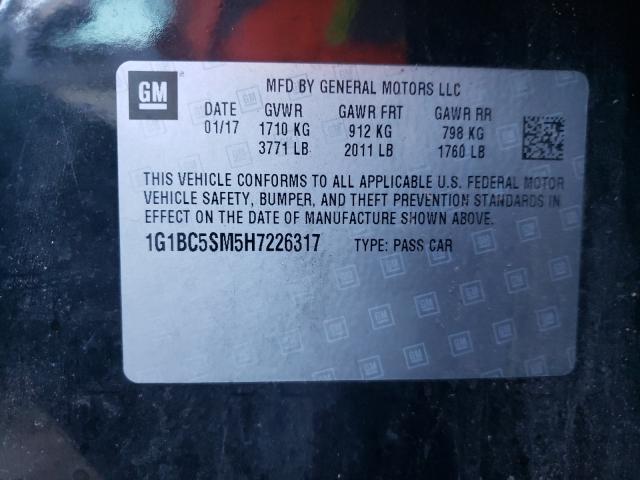 GM
MFD BY GENERAL MOTORS LLC
DATE GVWR GAWR FRT GAWR RR
01/17 1710 KG 912 KG 798 KG
3771 LB 2011 LB 1760 LB
THIS VEHICLE CONFORMS TO ALL APPLICABLE U.S. FEDERAL MOTOR
VEHICLE SAFETY, BUMPER, AND THEFT PREVENTION STANDARDS IN
EFFECT ON THE DATE OF MANUFACTURE SHOWN ABOVE.
1G1BC5SM5H7226317 TYPE: PASS CAR